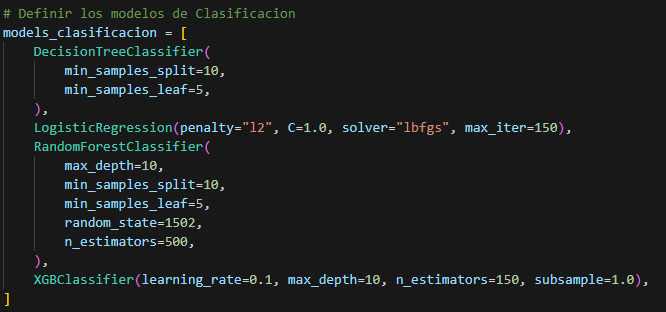 # Definir los modelos de Clasificacion
models_clasificacion = [
    DecisionTreeClassifier(
        min_samples_split=10,
        min_samples_leaf=5,
    ),
    LogisticRegression(penalty="l2", C=1.0, solver="lbfgs", max_iter=150),
    RandomForestClassifier(
        max_depth=10,
        min_samples_split=10,
        min_samples_leaf=5,
        random_state=1502,
        n_estimators=500,
    ),
    XGBClassifier(learning_rate=0.1, max_depth=10, n_estimators=150, subsample=1.0),
]